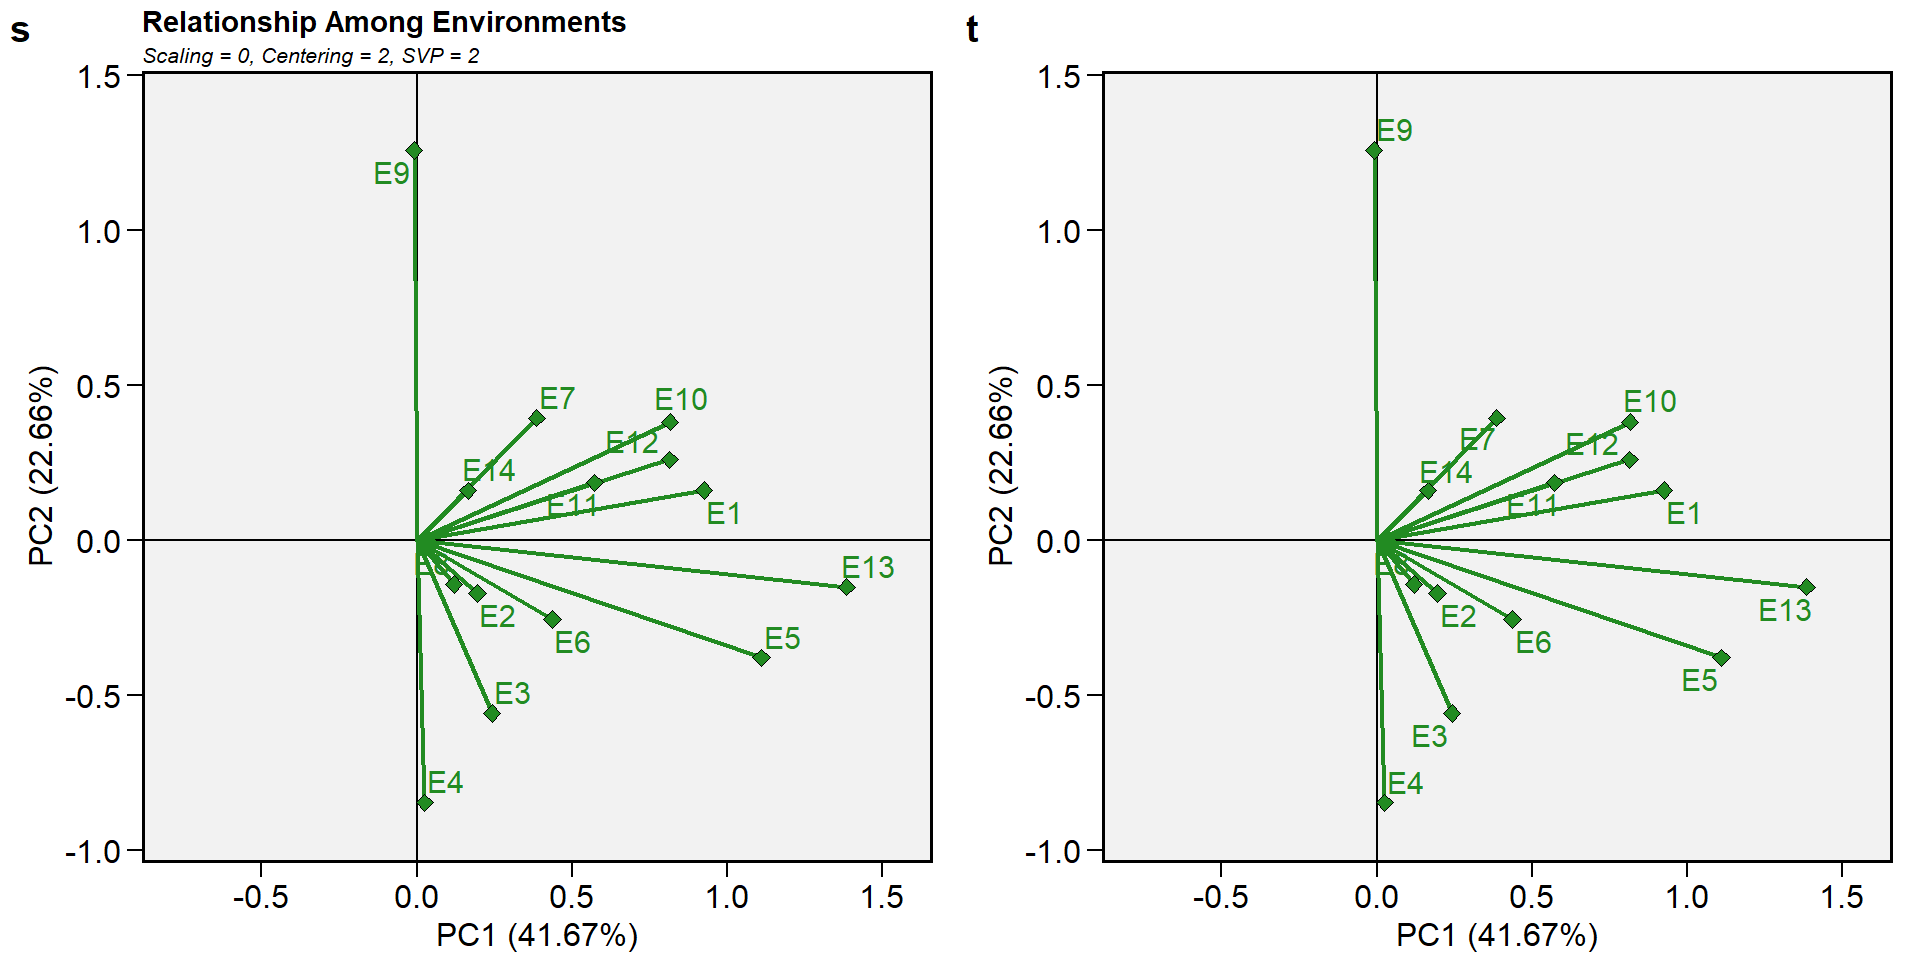 s
Relationship Among Environments
Scaling = 0, Centering = 2, SVP = 2
1.5
1.0
0.5
0.0
-0.5
-1.0
PC2 (22.66%)
E9
E7
E10
E12
E14
E11
E1
E13
E2
E6
E5
E3
E4
-0.5
0.0
0.5
1.0
1.5
PC1 (41.67%)
t
1.5
1.0
0.5
0.0
-0.5
-1.0
PC2 (22.66%)
E9
E10
E7
E12
E14
E11
E1
E13
E2
E6
E5
E3
E4
-0.5
0.0
0.5
1.0
1.5
PC1 (41.67%)